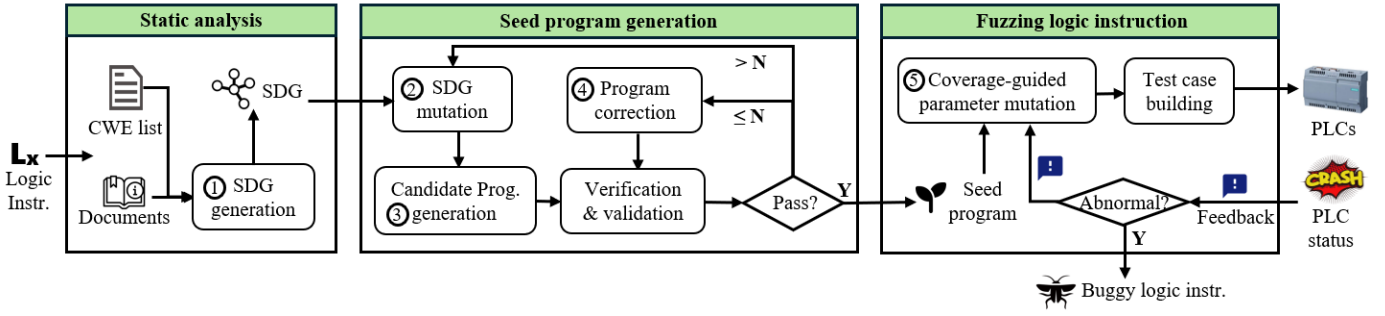 Static analysis
Seed program generation
Fuzzing logic instruction
Lx
Logic
Instr.
CWE list
Documents
SDG
1 SDG
generation
2 SDG
mutation
Candidate Prog.
3 generation
4 Program
correction
Verification
& validation
> N
≤ N
Pass?
Y
5 Coverage-guided
parameter mutation
Test case
building
Seed
program
Abnormal?
Y
Feedback
PLCs
CRASH
PLC
status
Buggy logic instr.